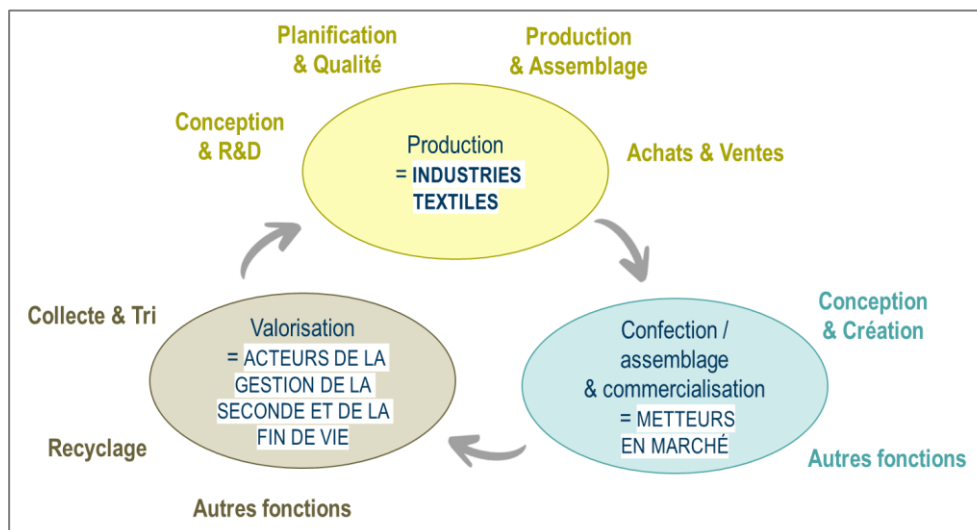 Planification
& Qualité
Production
& Assemblage
Conception
& R&D
Achats & Ventes
Production
= INDUSTRIES
TEXTILES
Conception
& Création
Autres fonctions
Confection /
assemblage
& commercialisation
= METTEURS
EN MARCHÉ
Collecte & Tri
Recyclage
Autres fonctions
Valorisation
= ACTEURS DE LA
GESTION DE LA
SECONDE ET DE LA
FIN DE VIE